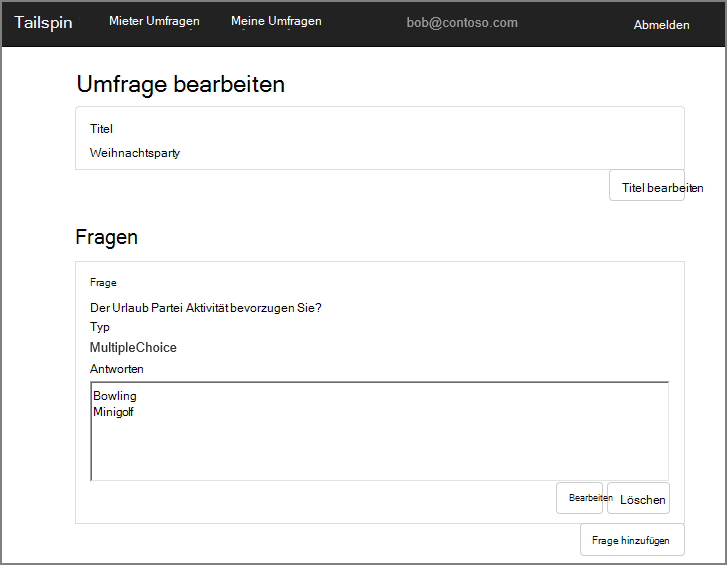 Tailspin Mieter Umfragen Meine Umfragen bob@contoso.com Abmelden
Umfrage bearbeiten
Titel
Weihnachtsparty
Titel bearbeiten
Fragen
Frage
Der Urlaub Partei Aktivität bevorzugen Sie?
Typ
MultipleChoice
Antworten
Bowling
Minigolf
Bearbeiten Löschen
Frage hinzufügen